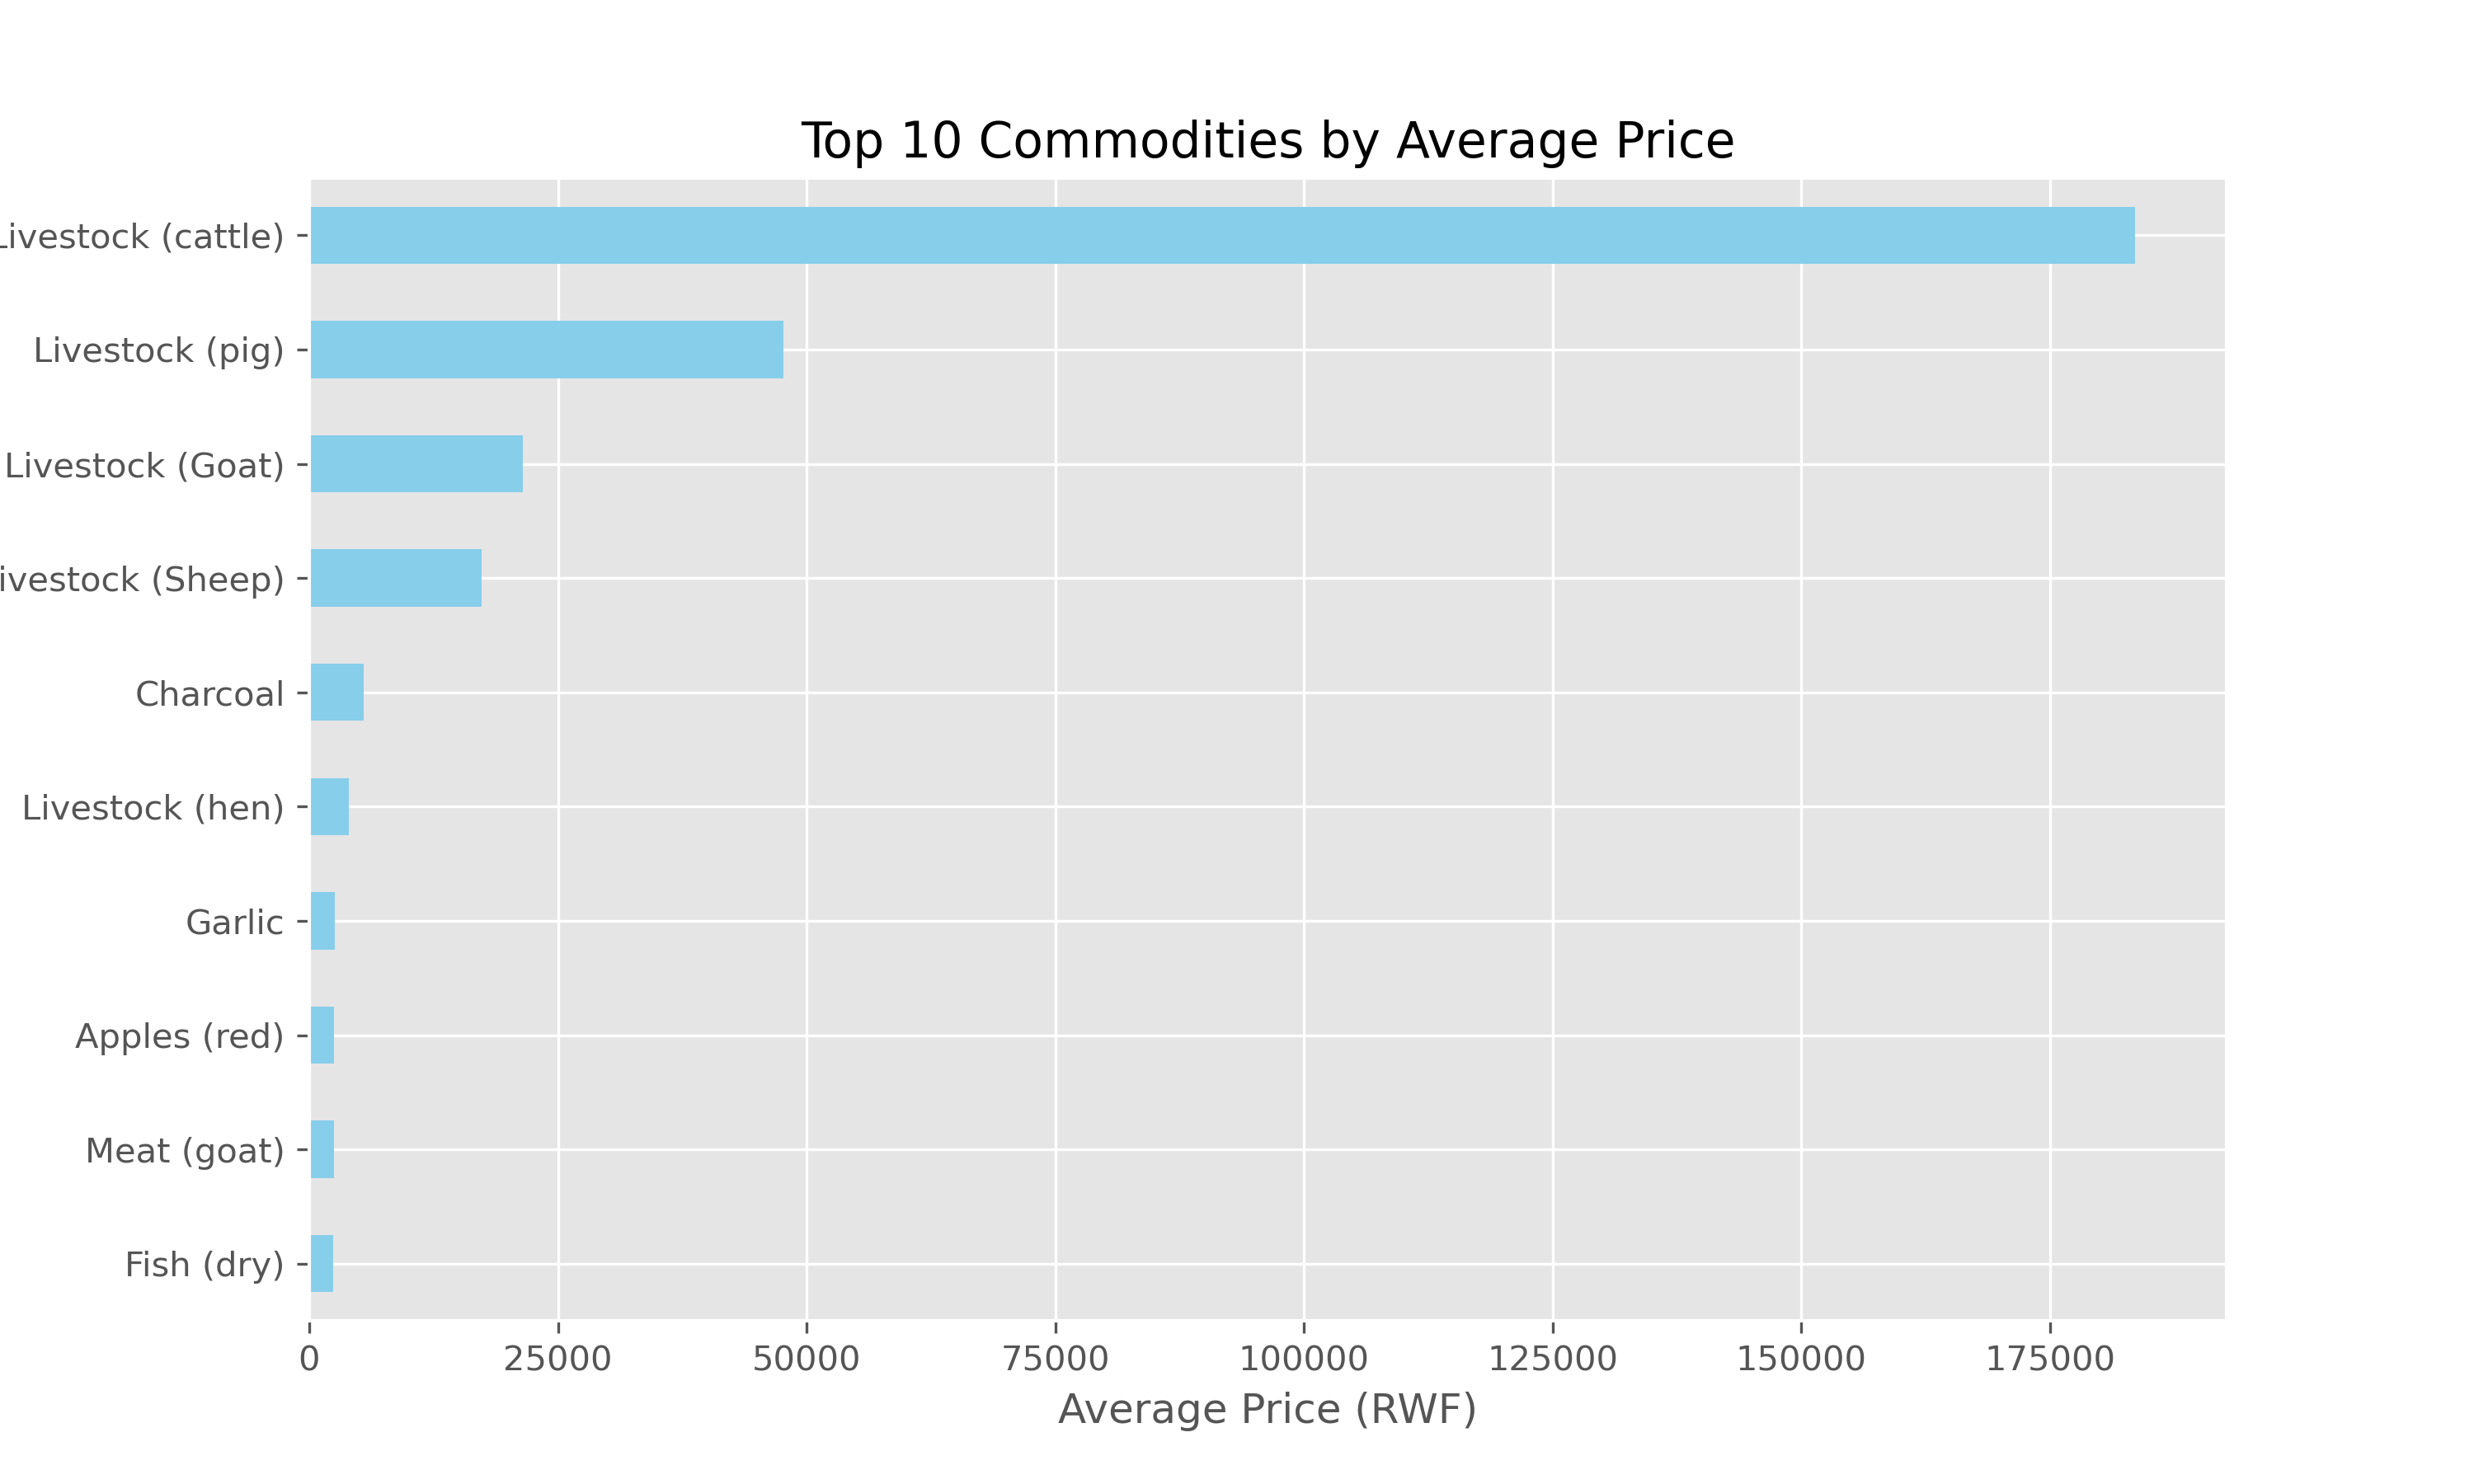 Top 10 Commodities by Average Price
Livestock (cattle)
Livestock (pig)
Livestock (Goat)
ivestock (Sheep)
Charcoal
Livestock (hen)
Garlic
Apples (red)
Meat (goat)
Fish (dry)
0 25000 50000 75000 100000 125000 150000 175000
Average Price (RWF)